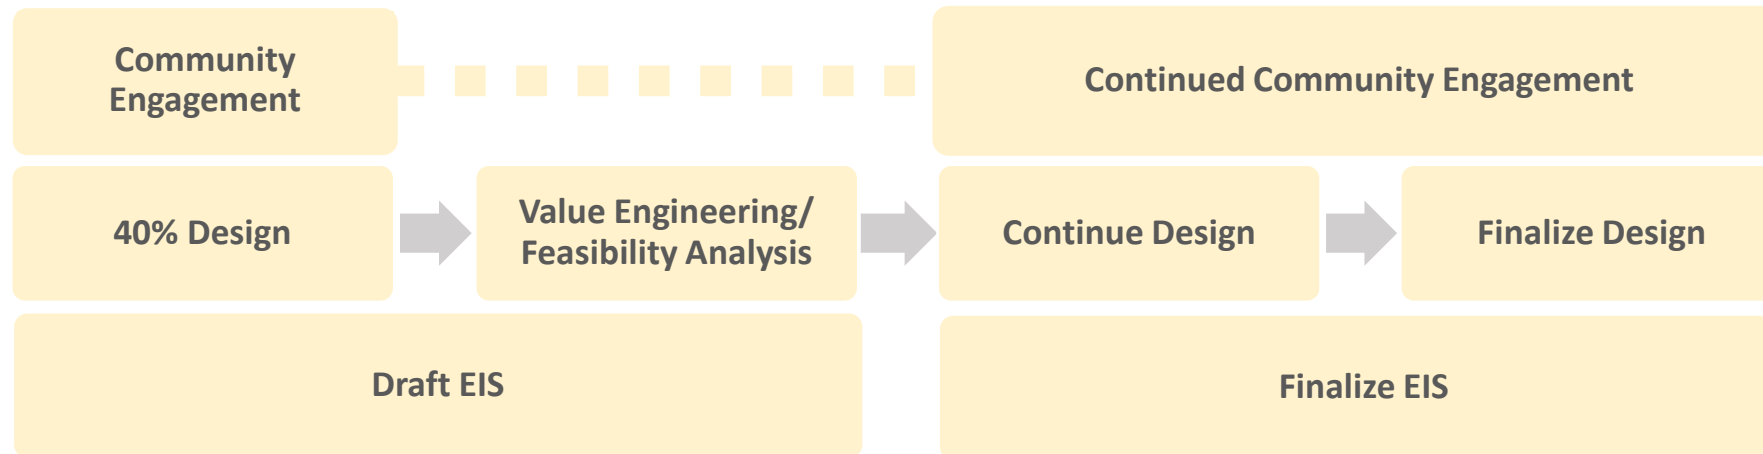 Community
Engagement
Continued Community Engagement
40% Design
Value Engineering/
Feasibility Analysis
Continue Design
Finalize Design
Draft EIS
Finalize EIS